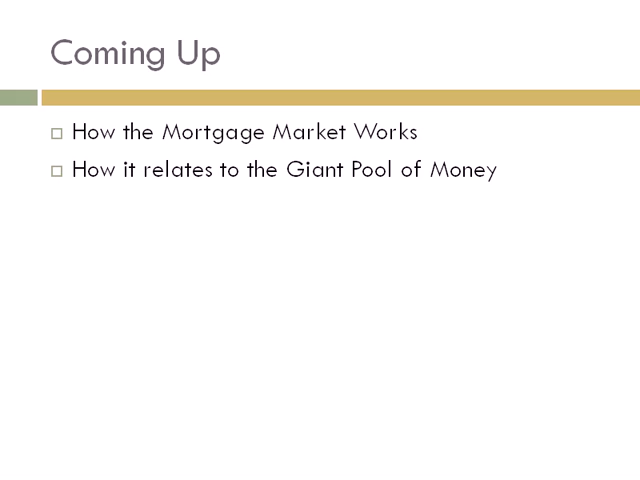 Coming Up
How the Mortgage Market Works
How it relates to the Giant Pool of Money